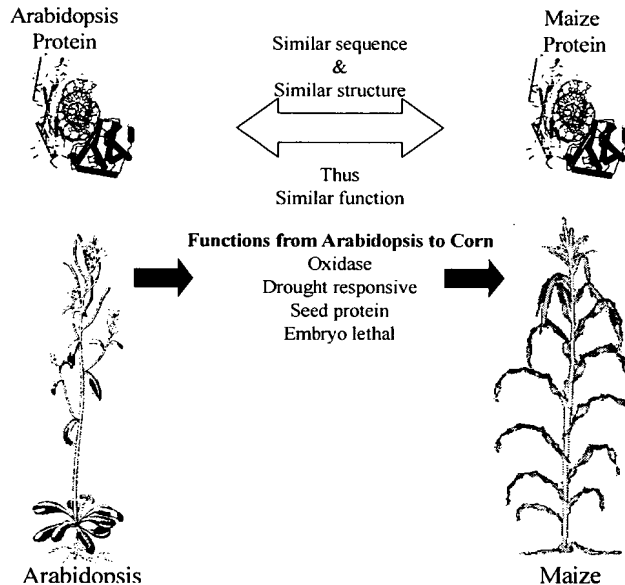 Arabidopsis
Protein
Similar sequence
&
Similar structure
Maize
Protein
Thus
Similar function
Functions from Arabidopsis to Corn
Oxidase
Drought responsive
Seed protein
Embryo lethal
Arabidopsis
Maize